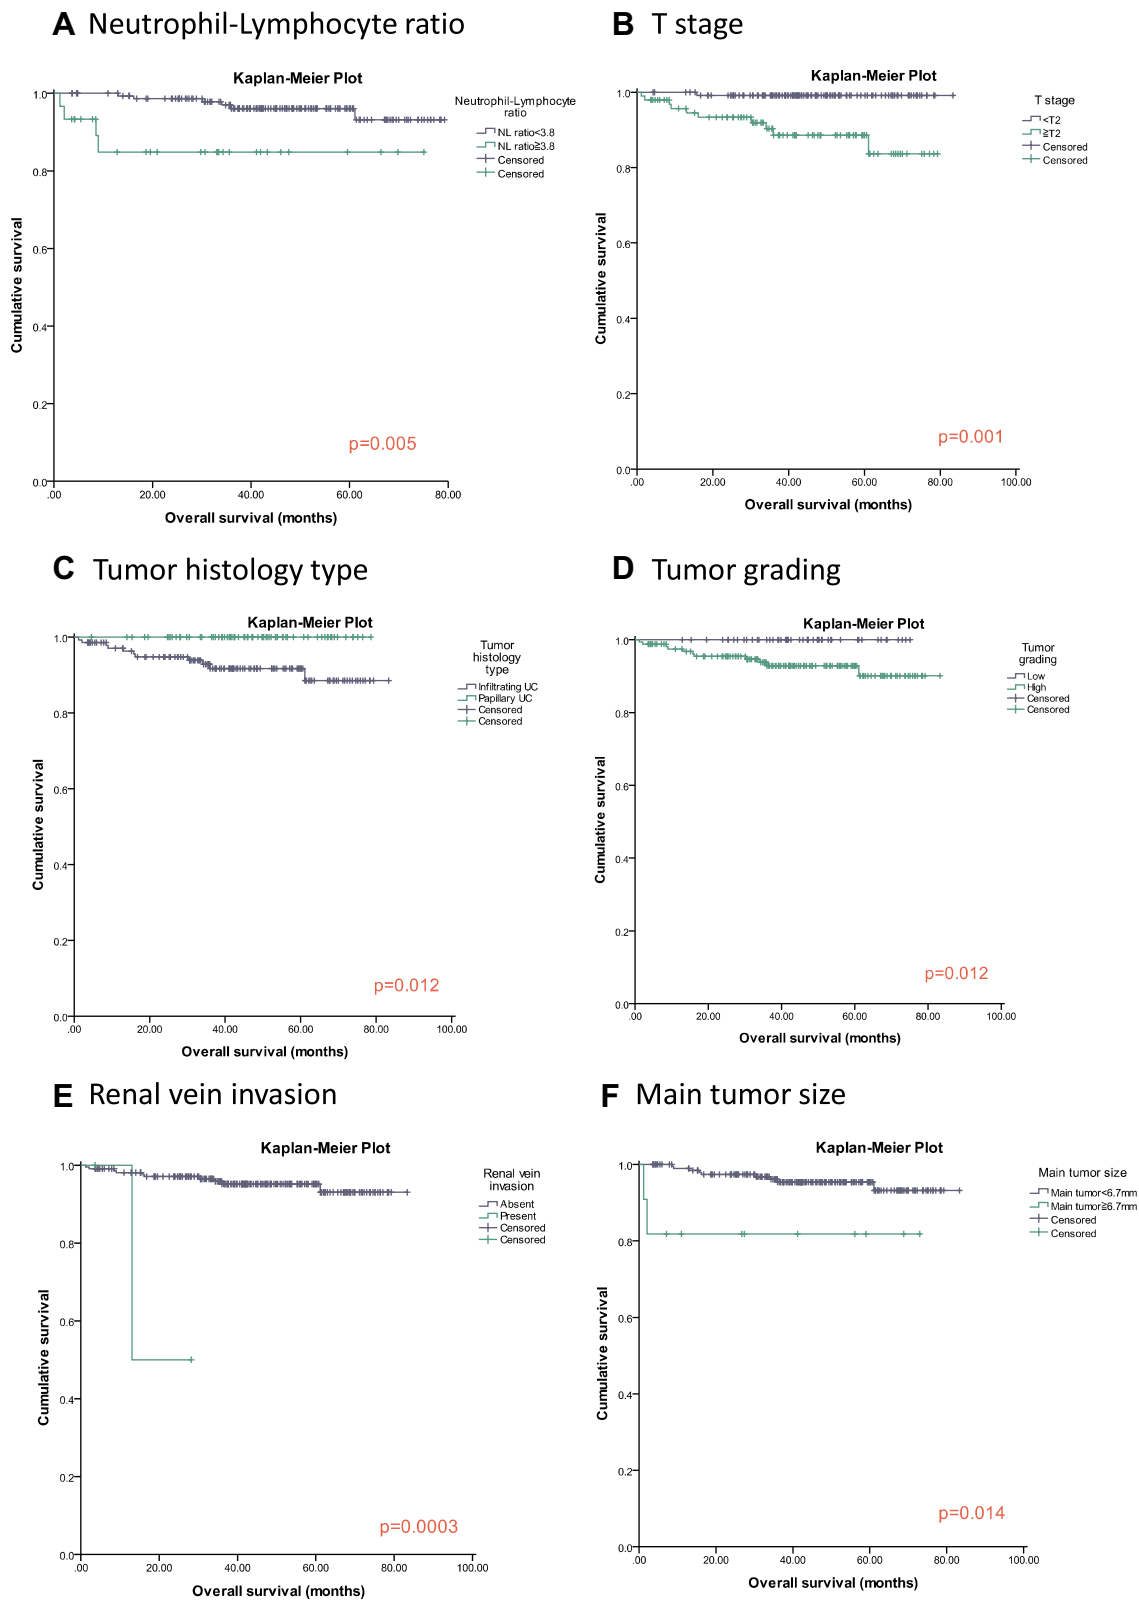 A Neutrophil-Lymphocyte ratio
Kaplan-Meier Plot
Cumulative survival
1.0
0.8
0.6
0.4
0.2
0.0
.00 20.00 40.00 60.00 80.00
Overall survival (months)
Neutrophil-Lymphocyte
ratio
NL ratio<3.8
NL ratio≧3.8
Censored
Censored
p=0.005
B T stage
Kaplan-Meier Plot
Cumulative survival
1.0
0.8
0.6
0.4
0.2
0.0
.00 20.00 40.00 60.00 80.00 100.00
Overall survival (months)
T stage
<T2
≧T2
Censored
Censored
p=0.001
C Tumor histology type
Kaplan-Meier Plot
Cumulative survival
1.0
0.8
0.6
0.4
0.2
0.0
.00 20.00 40.00 60.00 80.00 100.00
Overall survival (months)
Tumor
histology
type
Infiltrating UC
Papillary UC
Censored
Censored
p=0.012
D Tumor grading
Kaplan-Meier Plot
Cumulative survival
1.0
0.8
0.6
0.4
0.2
0.0
.00 20.00 40.00 60.00 80.00 100.00
Overall survival (months)
Tumor
grading
Low
High
Censored
Censored
p=0.012
E Renal vein invasion
Kaplan-Meier Plot
Cumulative survival
1.0
0.8
0.6
0.4
0.2
0.0
.00 20.00 40.00 60.00 80.00 100.00
Overall survival (months)
Renal vein
invasion
Absent
Present
Censored
Censored
p=0.0003
F Main tumor size
Kaplan-Meier Plot
Cumulative survival
1.0
0.8
0.6
0.4
0.2
0.0
.00 20.00 40.00 60.00 80.00 100.00
Overall survival (months)
Main tumor size
Main tumor<6.7mm
Main tumor≧6.7mm
Censored
Censored
p=0.014